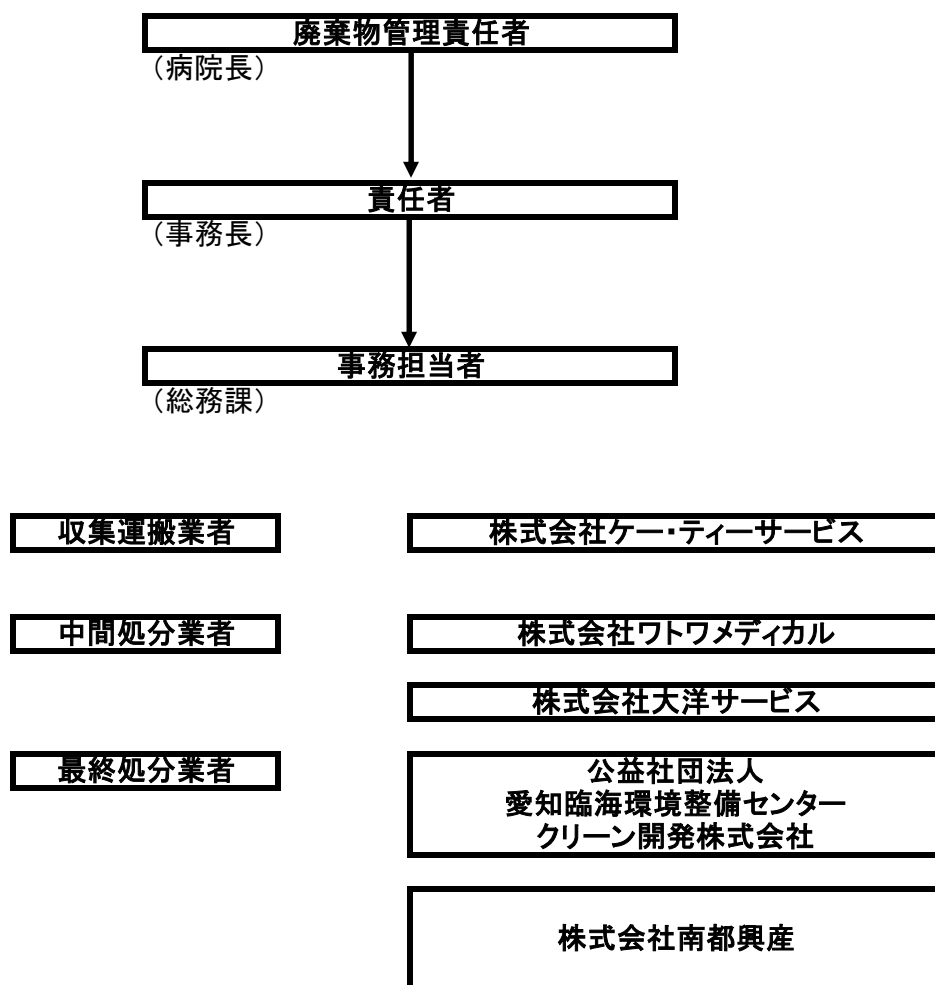 廃棄物管理責任者
（病院長）
責任者
（事務長）
事務担当者
（総務課）
収集運搬業者
株式会社ケー・ティーサービス
中間処分業者
株式会社ワトワメディカル
株式会社大洋サービス
最終処分業者
公益社団法人
愛知臨海環境整備センター
クリーン開発株式会社
株式会社南都興産